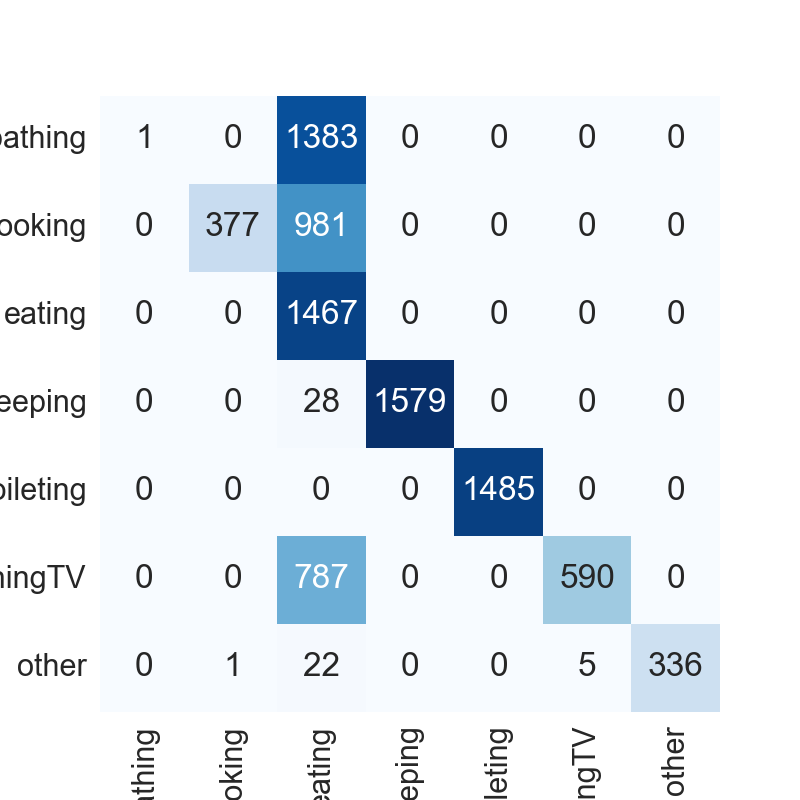 athing 1 0 1383 0 0 0 0
ooking 0 377 981 0 0 0 0
eating 0 0 1467 0 0 0 0
eeping 0 0 28 1579 0 0 0
ileting 0 0 0 0 1485 0 0
ingTV 0 0 787 0 0 590 0
other 0 1 22 0 0 5 336
athing oking eating eping leting ngTV other